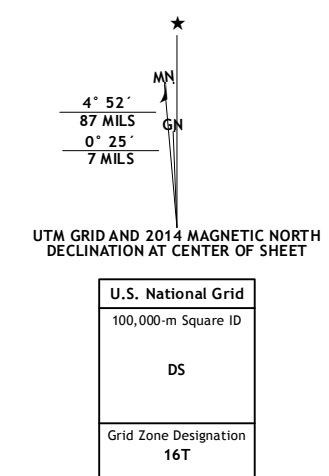 MN
4° 52´
87 MILS
GN
0° 25´
7 MILS
UTM GRID AND 2014 MAGNETIC NORTH
DECLINATION AT CENTER OF SHEET
U.S. National Grid
100,000-m Square ID
DS
Grid Zone Designation
16T